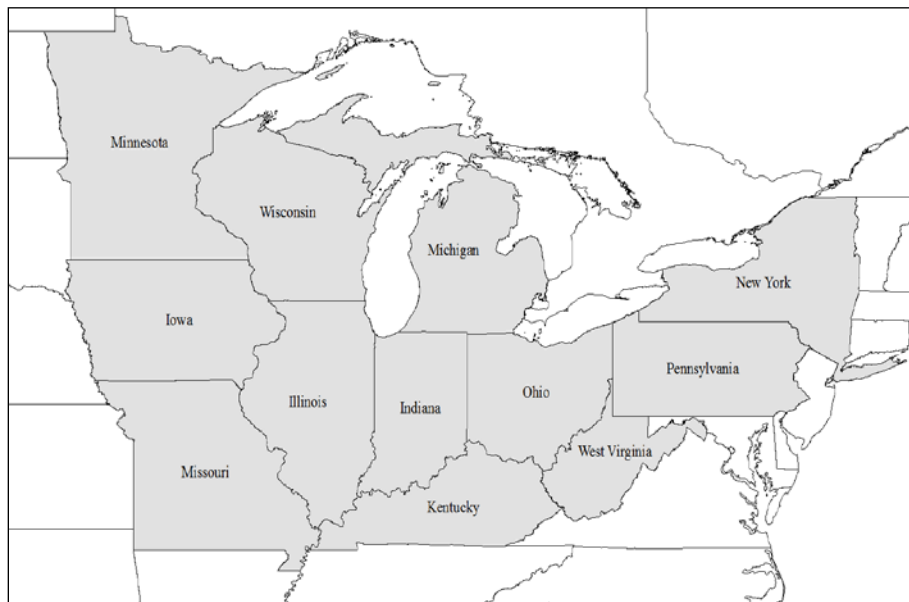 Minnesota
Wisconsin
Michigan
New York
Iowa
Pennsylvania
Illinois
Indiana
Ohio
West Virginia
Missouri
Kentucky